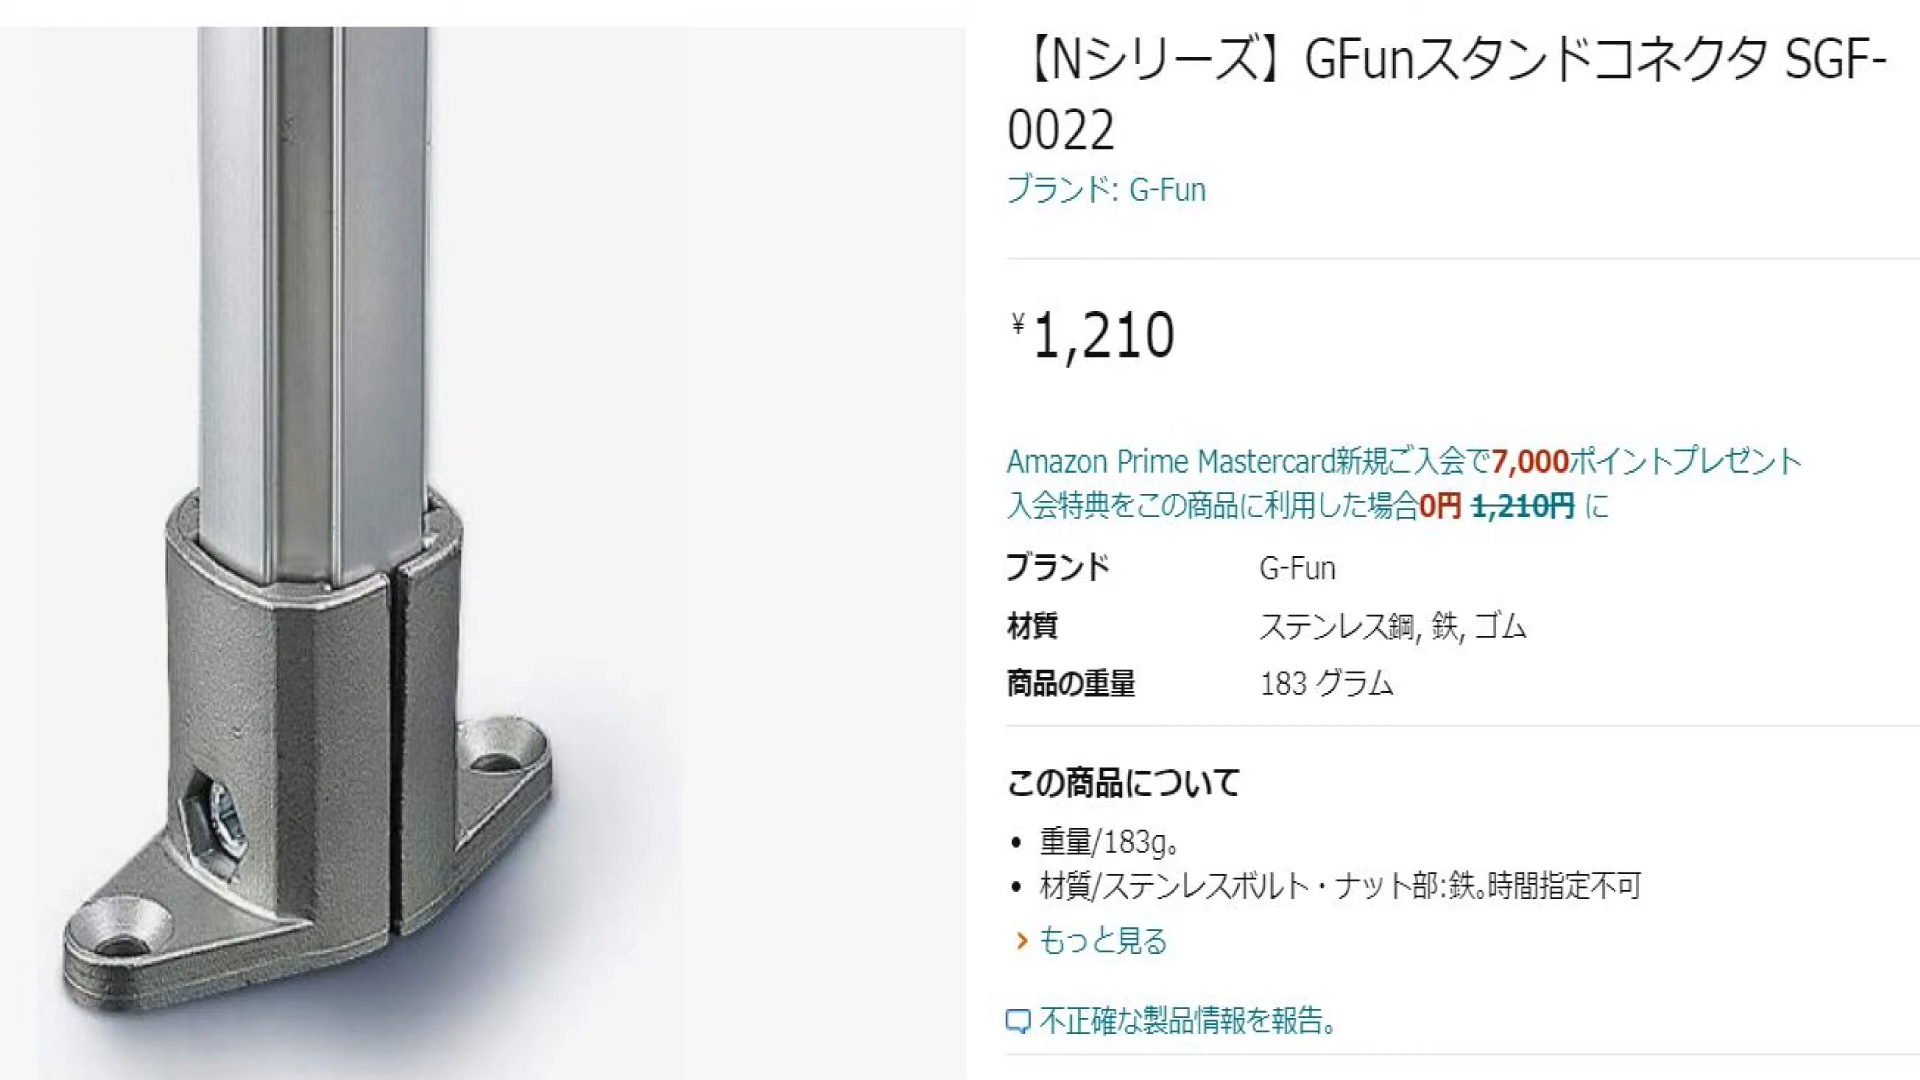 【Nシリーズ】GFunスタンドコネクタ SGF-
0022
ブランド: G-Fun
¥1,210
Amazon Prime Mastercard新規ご入会で7,000ポイントプレゼント
入会特典をこの商品に利用した場合0円 1,210円 に
ブランド G-Fun
材質 ステンレス鋼, 鉄, ゴム
商品の重量 183 グラム
この商品について
• 重量/183g。
• 材質/ステンレスボルト・ナット部:鉄。時間指定不可
› もっと見る
不正確な製品情報を報告。